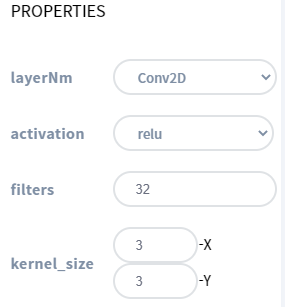 PROPERTIES
layerNm Conv2D
activation relu
filters 32
kernel_size 3 -X
3 -Y